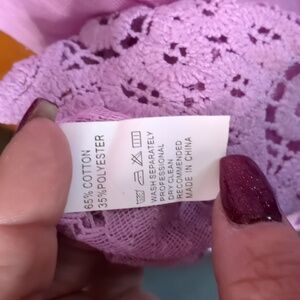 65% COTTON
35%POLYESTER
WASH SEPARATELY
PROFESSIONAL
DRY CLEAN
RECOMMENDED
MADE IN CHINA